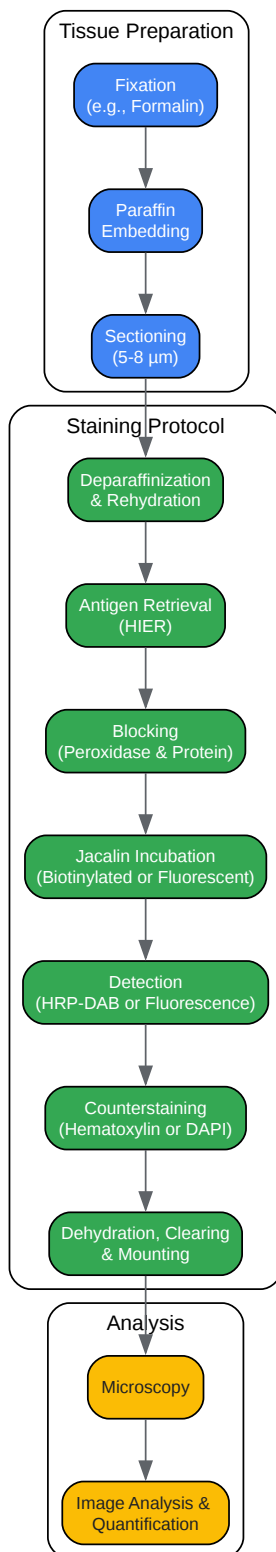 Tissue Preparation
Fixation
(e.g., Formalin)
Paraffin
Embedding
Sectioning
(5-8 µm)
Staining Protocol
Deparaffinization
& Rehydration
Antigen Retrieval
(HIER)
Blocking
(Peroxidase & Protein)
Jacalin Incubation
(Biotinylated or Fluorescent)
Detection
(HRP-DAB or Fluorescence)
Counterstaining
(Hematoxylin or DAPI)
Dehydration, Clearing
& Mounting
Analysis
Microscopy
Image Analysis &
Quantification